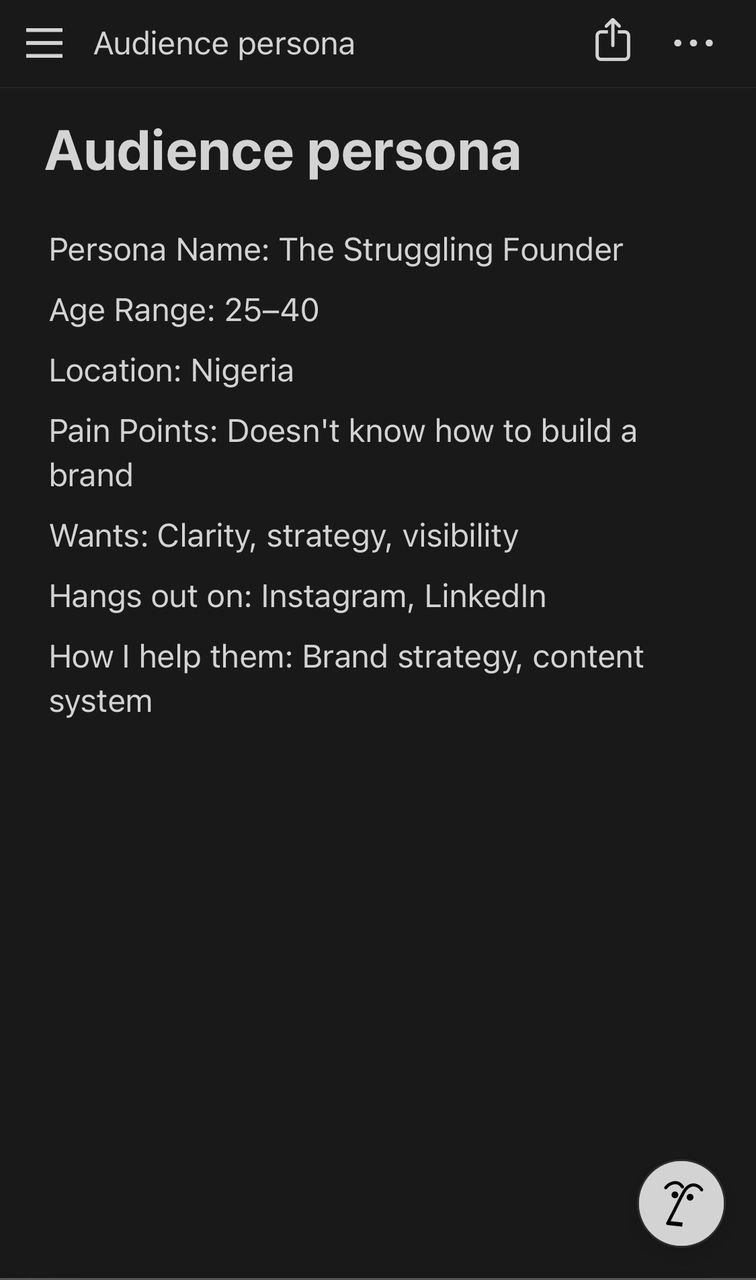 Audience persona
Audience persona
Persona Name: The Struggling Founder
Age Range: 25–40
Location: Nigeria
Pain Points: Doesn't know how to build a
brand
Wants: Clarity, strategy, visibility
Hangs out on: Instagram, LinkedIn
How I help them: Brand strategy, content
system